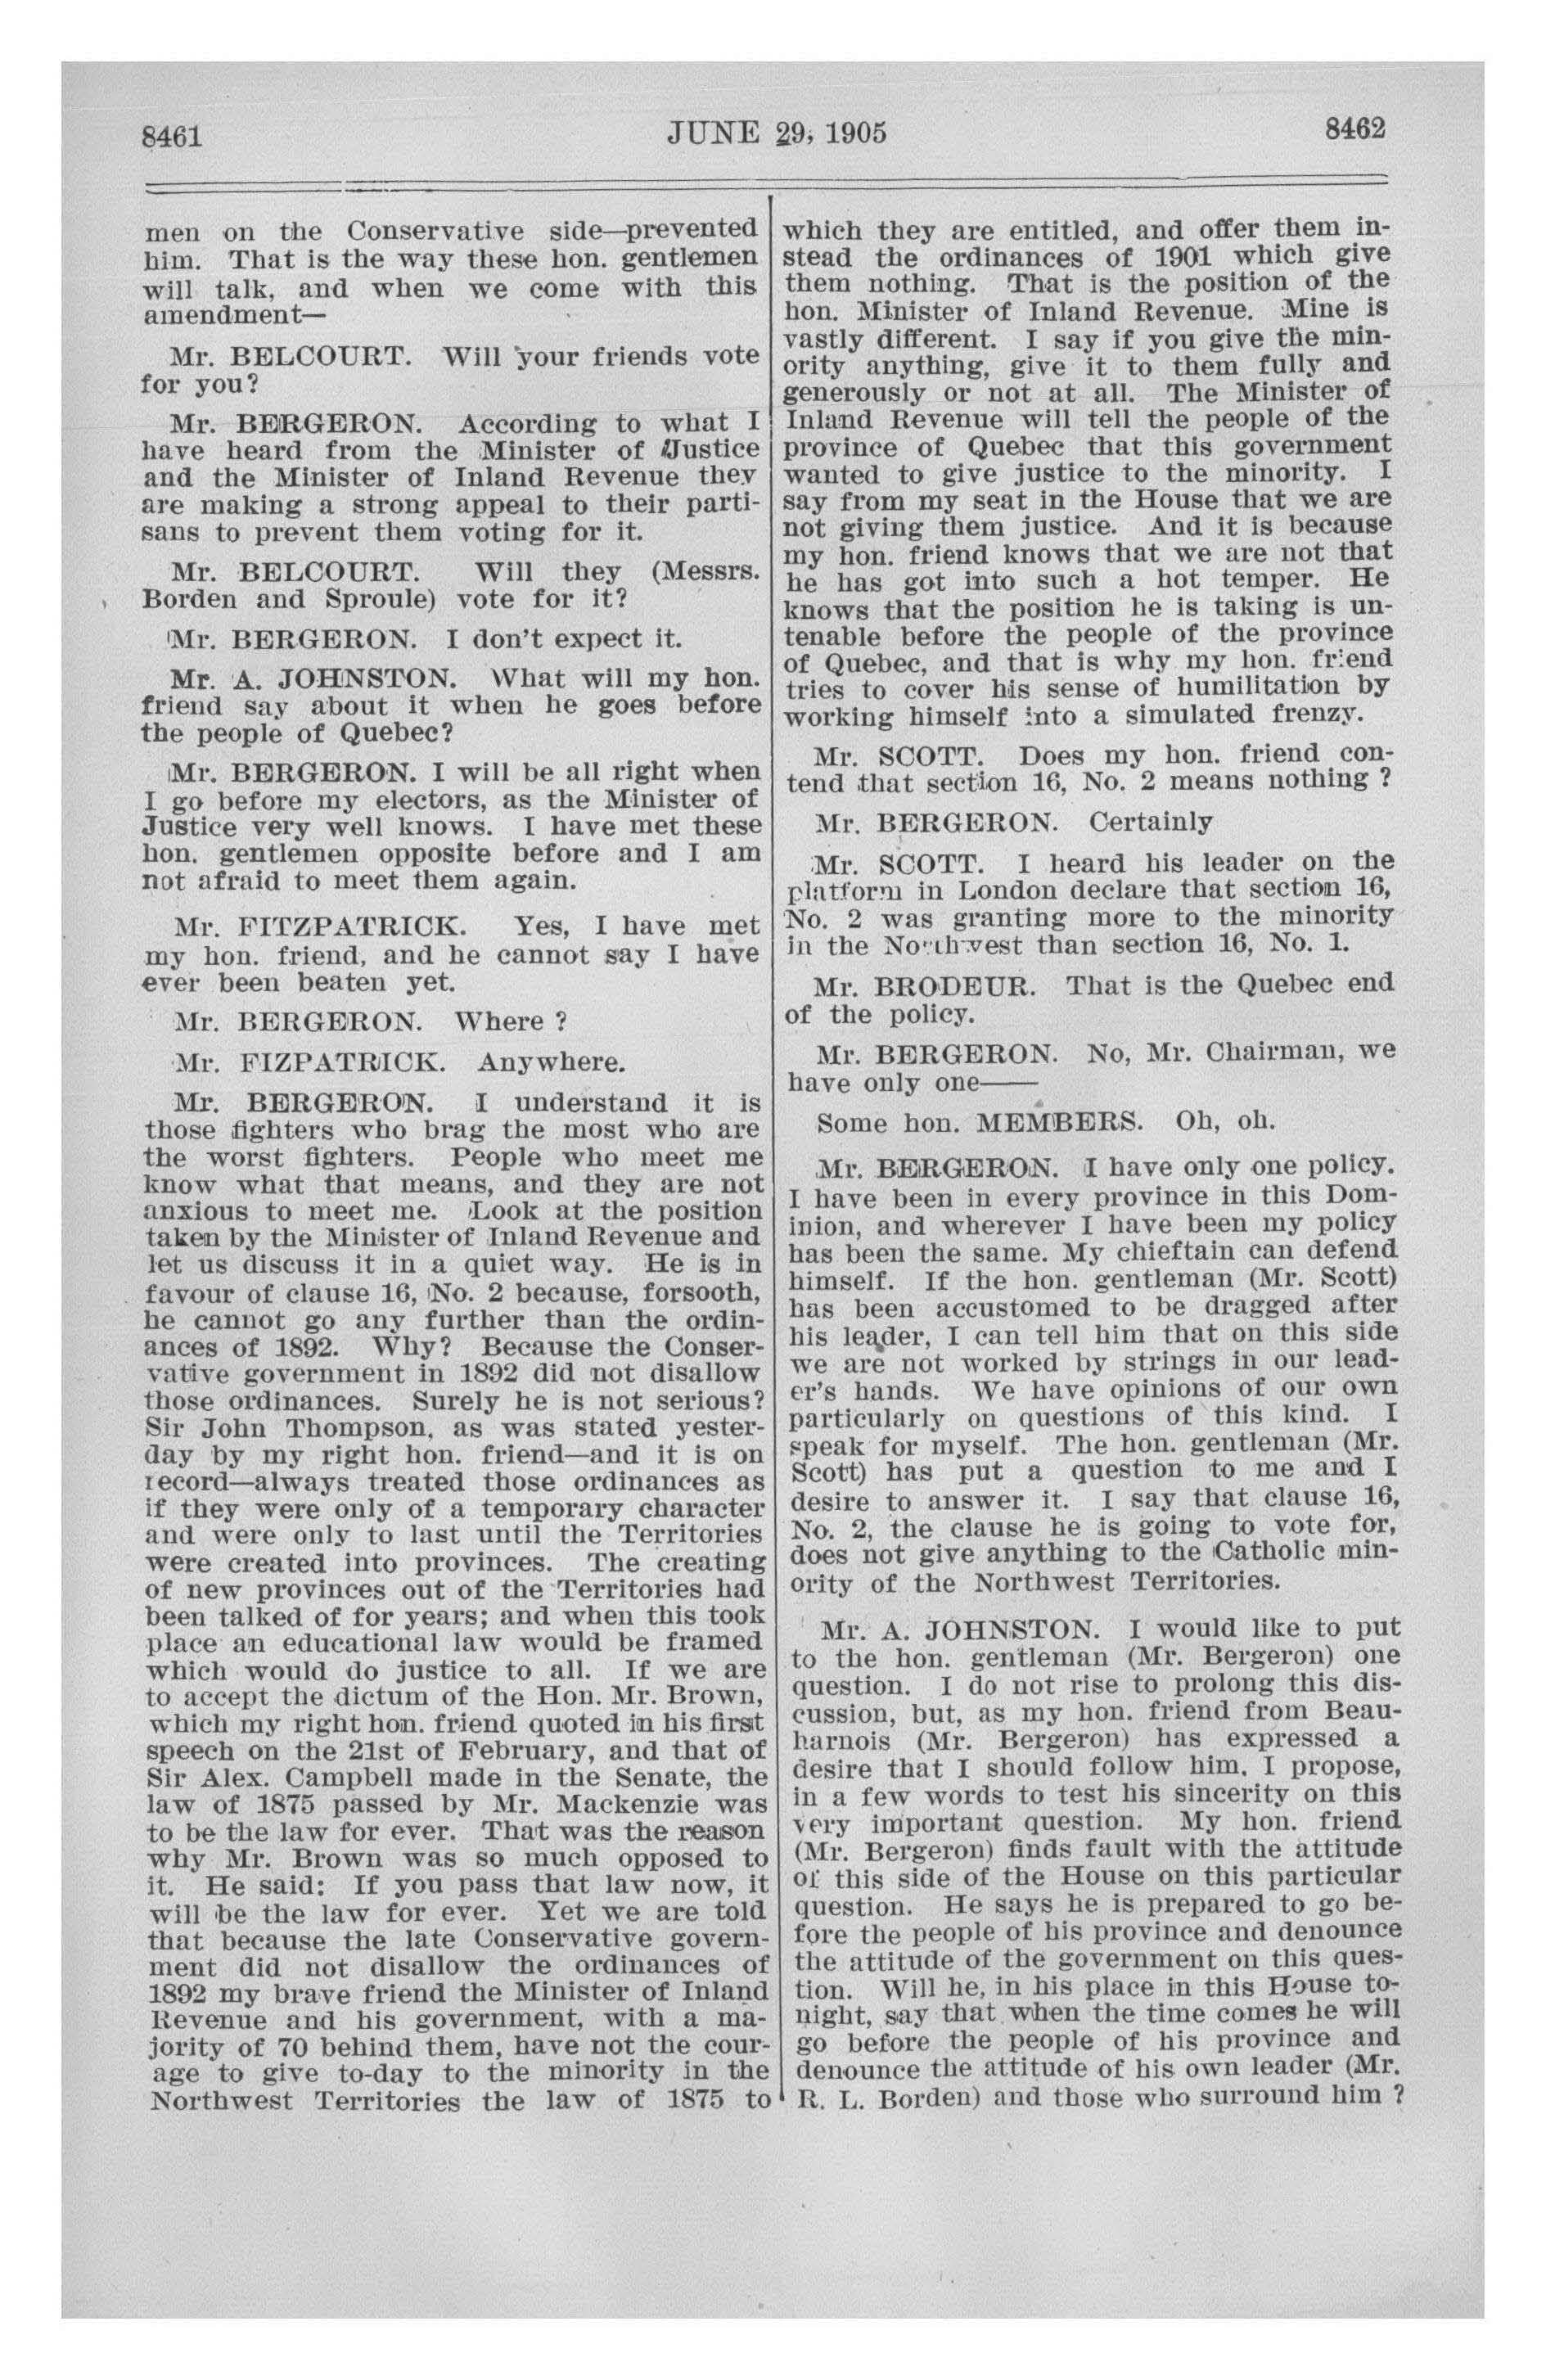 8461
JUNE 29, 1905
8462
men on the Conservative side—prevented
him. That is the way these hon. gentlemen
will talk, and when we come with this
amendment—
Mr. BELCOURT. Will your friends vote
for you?
Mr. BERGERON. According to what I
have heard from the Minister of Justice
and the Minister of Inland Revenue they
are making a strong appeal to their parti-
sans to prevent them voting for it.
Mr. BELCOURT. Will they (Messrs.
Borden and Sproule) vote for it?
Mr. BERGERON. I don't expect it.
Mr. A. JOHNSTON. What will my hon.
friend say about it when he goes before
the people of Quebec?
Mr. BERGERON. I will be all right when
I go before my electors, as the Minister of
Justice very well knows. I have met these
hon. gentlemen opposite before and I am
not afraid to meet them again.
Mr. FITZPATRICK. Yes, I have met
my hon. friend, and he cannot say I have
ever been beaten yet.
Mr. BERGERON. Where ?
Mr. FIZPATRICK. Anywhere.
Mr. BERGERON. I understand it is
those fighters who brag the most who are
the worst fighters. People who meet me
know what that means, and they are not
anxious to meet me. Look at the position
taken by the Minister of Inland Revenue and
let us discuss it in a quiet way. He is in
favour of clause 16, No. 2 because, forsooth,
he cannot go any further than the ordin-
ances of 1892. Why? Because the Conser-
vative government in 1892 did not disallow
those ordinances. Surely he is not serious?
Sir John Thompson, as was stated yester-
day by my right hon. friend—and it is on
record—always treated those ordinances as
if they were only of a temporary character
and were only to last until the Territories
were created into provinces. The creating
of new provinces out of the Territories had
been talked of for years; and when this took
place an educational law would be framed
which would do justice to all. If we are
to accept the dictum of the Hon. Mr. Brown,
which my right hon. friend quoted in his first
speech on the 21st of February, and that of
Sir Alex. Campbell made in the Senate, the
law of 1875 passed by Mr. Mackenzie was
to be the law for ever. That was the reason
why Mr. Brown was so much opposed to
it. He said: If you pass that law now, it
will be the law for ever. Yet we are told
that because the late Conservative govern-
ment did not disallow the ordinances of
1892 my brave friend the Minister of Inland
Revenue and his government, with a ma-
jority of 70 behind them, have not the cour-
age to give to-day to the minority in the
Northwest Territories the law of 1875 to
which they are entitled, and offer them in-
stead the ordinances of 1901 which give
them nothing. That is the position of the
hon. Minister of Inland Revenue. Mine is
vastly different. I say if you give the min-
ority anything, give it to them fully and
generously or not at all. The Minister of
Inland Revenue will tell the people of the
province of Quebec that this government
wanted to give justice to the minority. I
say from my seat in the House that we are
not giving them justice. And it is because
my hon. friend knows that we are not that
he has got into such a hot temper. He
knows that the position he is taking is un-
tenable before the people of the province
of Quebec, and that is why my hon. friend
tries to cover his sense of humilitation by
working himself into a simulated frenzy.
Mr. SCOTT. Does my hon. friend con-
tend that section 16, No. 2 means nothing ?
Mr. BERGERON. Certainly
Mr. SCOTT. I heard his leader on the
platform in London declare that section 16,
No. 2 was granting more to the minority
in the Northwest than section 16, No. 1.
Mr. BRODEUR. That is the Quebec end
of the policy.
Mr. BERGERON. No, Mr. Chairman, we
have only one——
Some hon. MEMBERS. Oh, oh.
Mr. BERGERON. I have only one policy.
I have been in every province in this Dom-
inion, and wherever I have been my policy
has been the same. My chieftain can defend
himself. If the hon. gentleman (Mr. Scott)
has been accustomed to be dragged after
his leader, I can tell him that on this side
we are not worked by strings in our lead-
er's hands. We have opinions of our own
particularly on questions of this kind. I
speak for myself. The hon. gentleman (Mr.
Scott) has put a question to me and I
desire to answer it. I say that clause 16,
No. 2, the clause he is going to vote for,
does not give anything to the Catholic min-
ority of the Northwest Territories.
Mr. A. JOHNSTON. I would like to put
to the hon. gentleman (Mr. Bergeron) one
question. I do not rise to prolong this dis-
cussion, but, as my hon. friend from Beau-
harnois (Mr. Bergeron) has expressed a
desire that I should follow him, I propose,
in a few words to test his sincerity on this
very important question. My hon. friend
(Mr. Bergeron) finds fault with the attitude
of this side of the House on this particular
question. He says he is prepared to go be-
fore the people of his province and denounce
the attitude of the government on this ques-
tion. Will he, in his place in this House to-
night, say that when the time comes he will
go before the people of his province and
denounce the attitude of his own leader (Mr.
R. L. Borden) and those who surround him ?